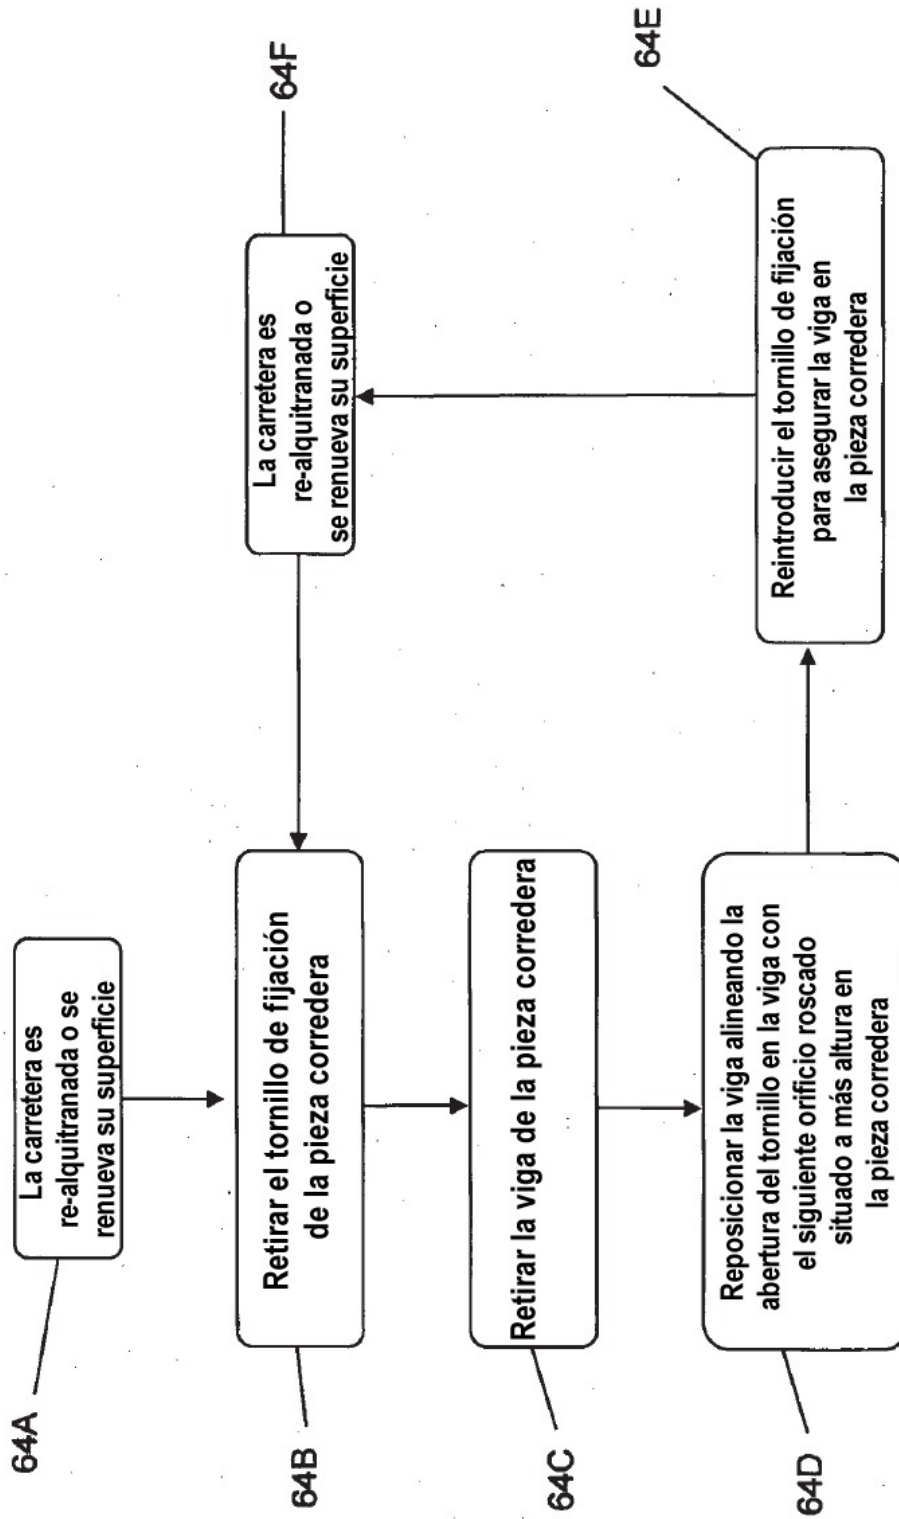 64A
La carretera es
re-alquitranada o se
renueva su superficie
64B
Retirar el tornillo de fijación
de la pieza corredera
64C
Retirar la viga de la pieza corredera
64D
Reposicionar la viga alineando la
abertura del tornillo en la viga con
el siguiente orificio roscado
situado a más altura en
la pieza corredera
64E
Reintroducir el tornillo de fijación
para asegurar la viga en
la pieza corredera
64F
La carretera es
re-alquitranada o
se renueva su superficie